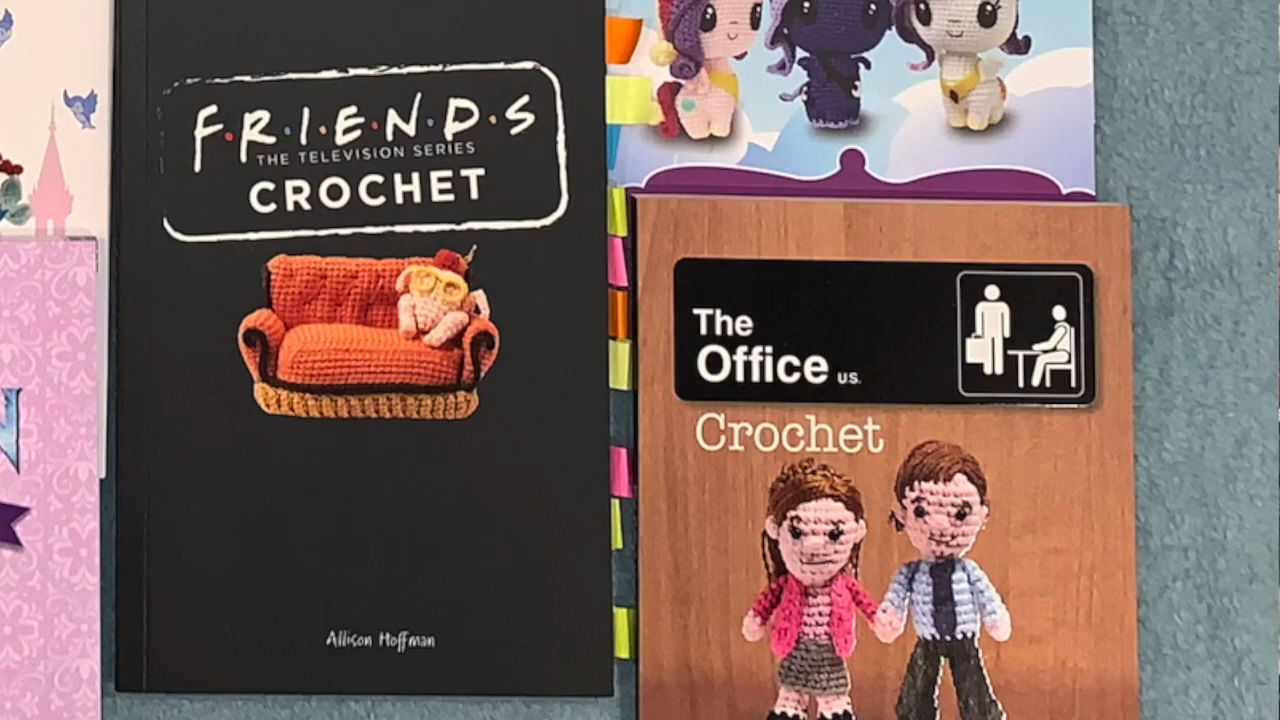 F·R·I·E·N·D·S
THE TELEVISION SERIES
CROCHET
Allison Hoffman
The
Office U.S.
Crochet